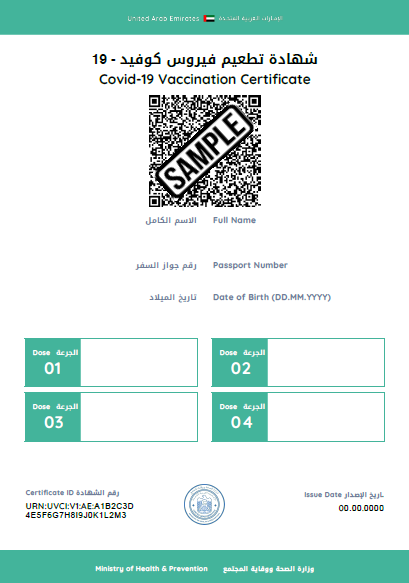 United Arab Emirates الإمارات العربية المتحدة
شهادة تطعيم فيروس كوفيد - 19
Covid-19 Vaccination Certificate
SAMPLE
الاسم الكامل Full Name
رقم جواز السفر Passport Number
تاريخ الميلاد Date of Birth (DD.MM.YYYY)
Dose الجرعة
01
Dose الجرعة
02
Dose الجرعة
03
Dose الجرعة
04
Certificate ID رقم الشهادة
URN:UVCI:V1:AE:A1B2C3D
4E5F6G7H8I9J0K1L2M3
Issue Date تاريخ الإصدار
00.00.0000
Ministry of Health & Prevention وزارة الصحة ووقاية المجتمع